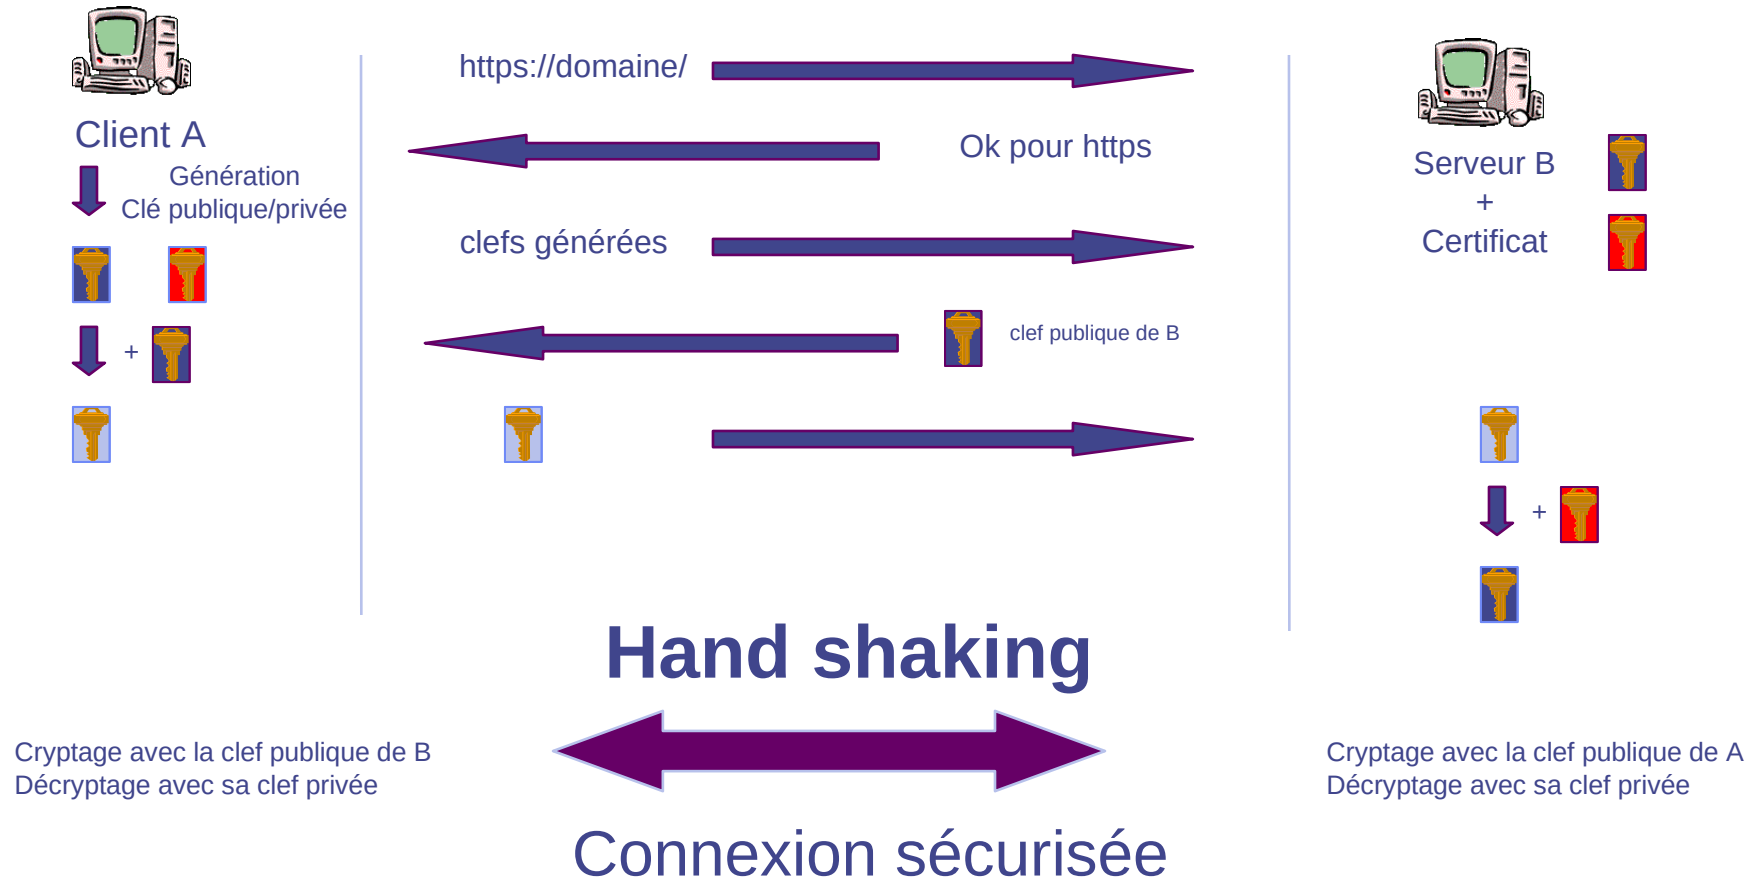 https://domaine/
Client A
Ok pour https
Génération
Clé publique/privée
Serveur B
+
Certificat
clefs générées
clef publique de B
+
+
Hand shaking
Cryptage avec la clef publique de B
Décryptage avec sa clef privée
Cryptage avec la clef publique de A
Décryptage avec sa clef privée
Connexion sécurisée